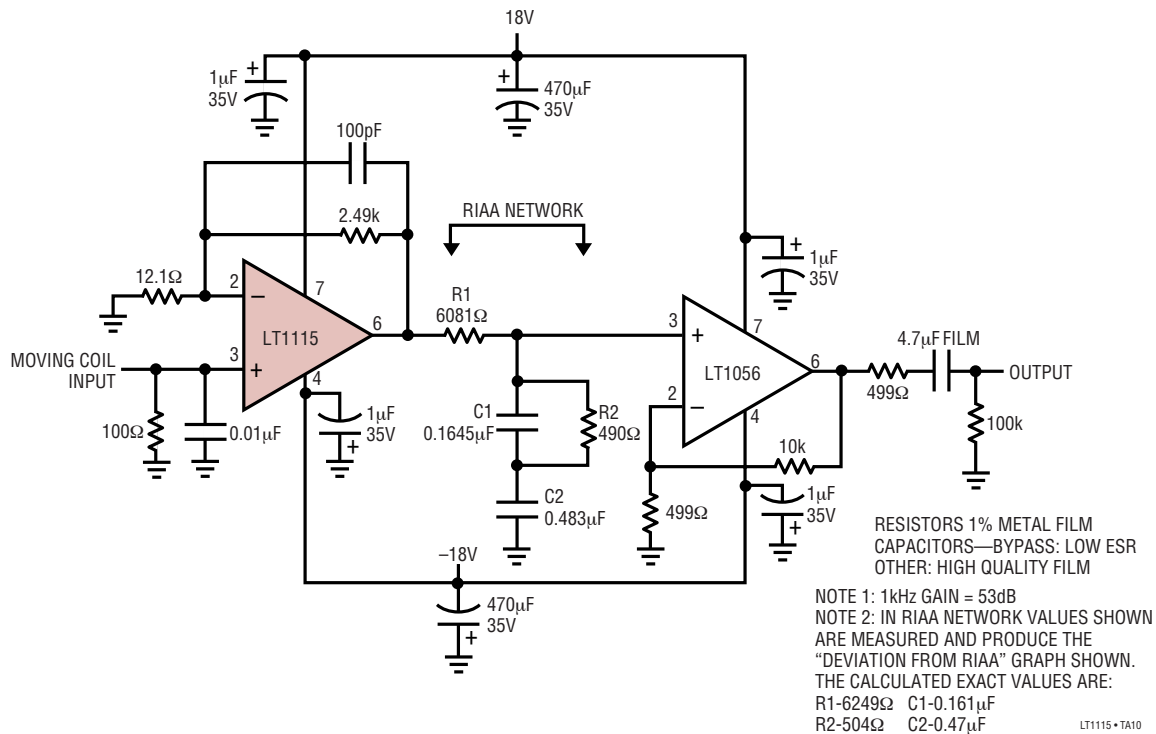 18V
+
1μF
35V
+
470μF
35V
100pF
2.49k
RIAA NETWORK
+
1μF
35V
12.1Ω
2
–
7
LT1115
6
3
+
4
MOVING COIL
INPUT
100Ω
0.01μF
1μF
35V
+
R1
6081Ω
C1
0.1645μF
R2
490Ω
C2
0.483μF
3
+
7
LT1056
6
2
–
4
499Ω
4.7μF FILM
OUTPUT
100k
10k
499Ω
1μF
35V
+
–18V
470μF
35V
+
RESISTORS 1% METAL FILM
CAPACITORS—BYPASS: LOW ESR
OTHER: HIGH QUALITY FILM
NOTE 1: 1kHz GAIN = 53dB
NOTE 2: IN RIAA NETWORK VALUES SHOWN
ARE MEASURED AND PRODUCE THE
“DEVIATION FROM RIAA” GRAPH SHOWN.
THE CALCULATED EXACT VALUES ARE:
R1-6249Ω C1-0.161μF
R2-504Ω C2-0.47μF
LT1115 • TA10